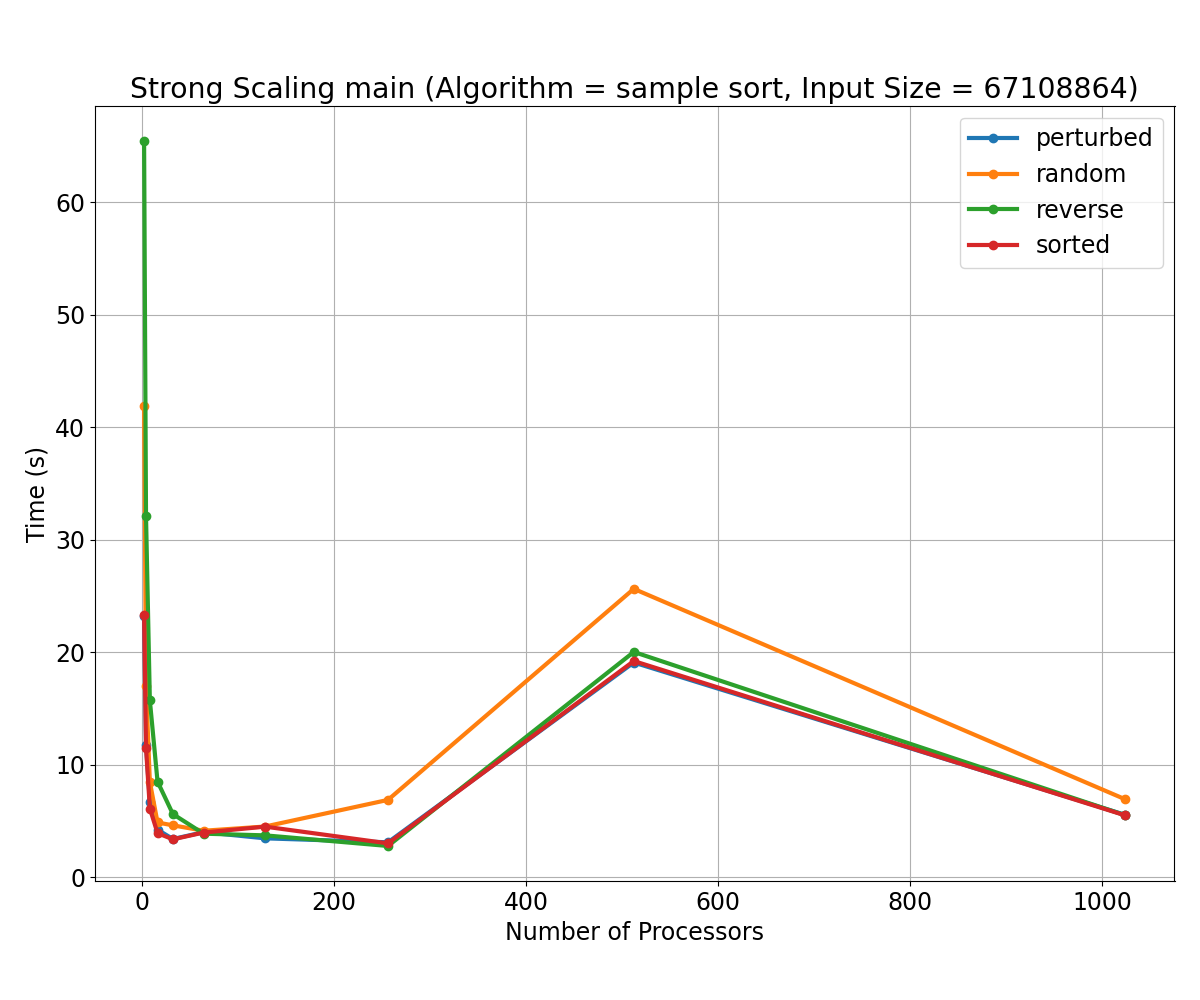 Strong Scaling main (Algorithm = sample sort, Input Size = 67108864)
perturbed
random
reverse
sorted
60
50
40
30
20
10
0
Time (s)
0 200 400 600 800 1000
Number of Processors